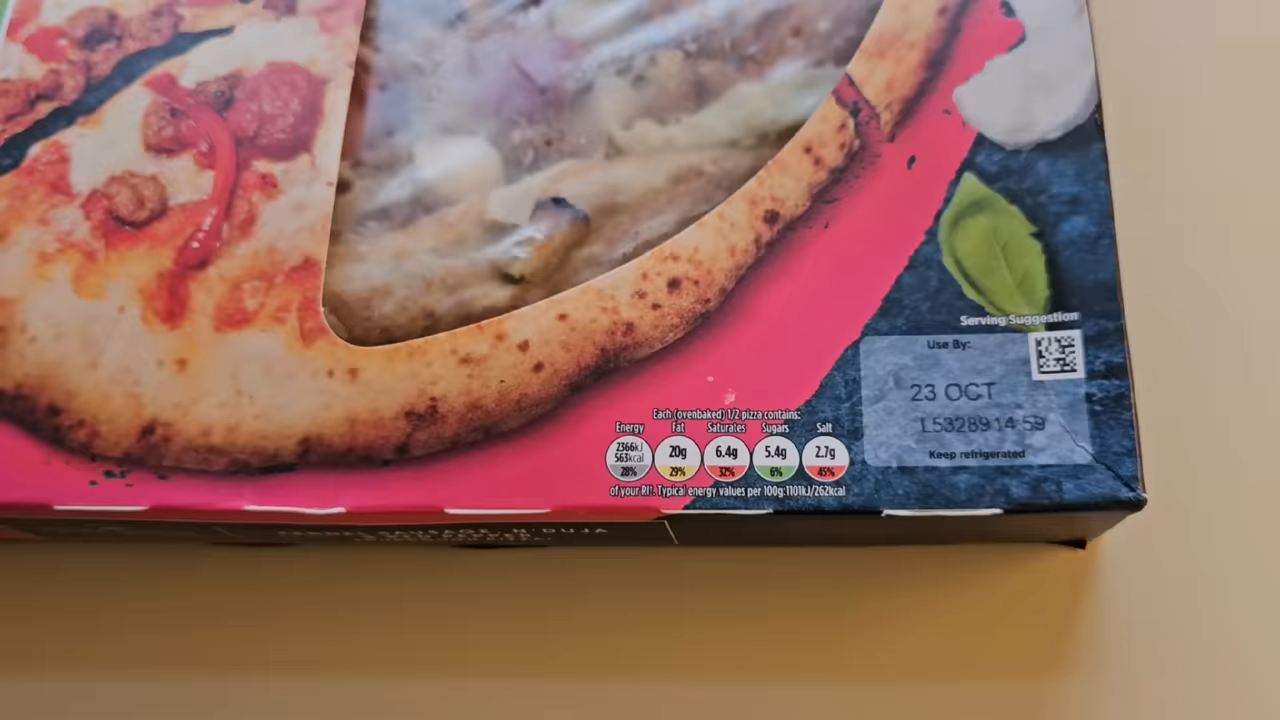 Serving Suggestion
Use By:
23 OCT
L5328914:59
Keep refrigerated
Each (ovenbaked) 1/2 pizza contains:
Energy Fat Saturates Sugars Salt
2366kJ
563kcal 20g 6.4g 5.4g 2.7g
28% 29% 32% 6% 45%
of your RI*. Typical energy values per 100g:1101kJ/262kcal
SAUSAGE, N'DUJA